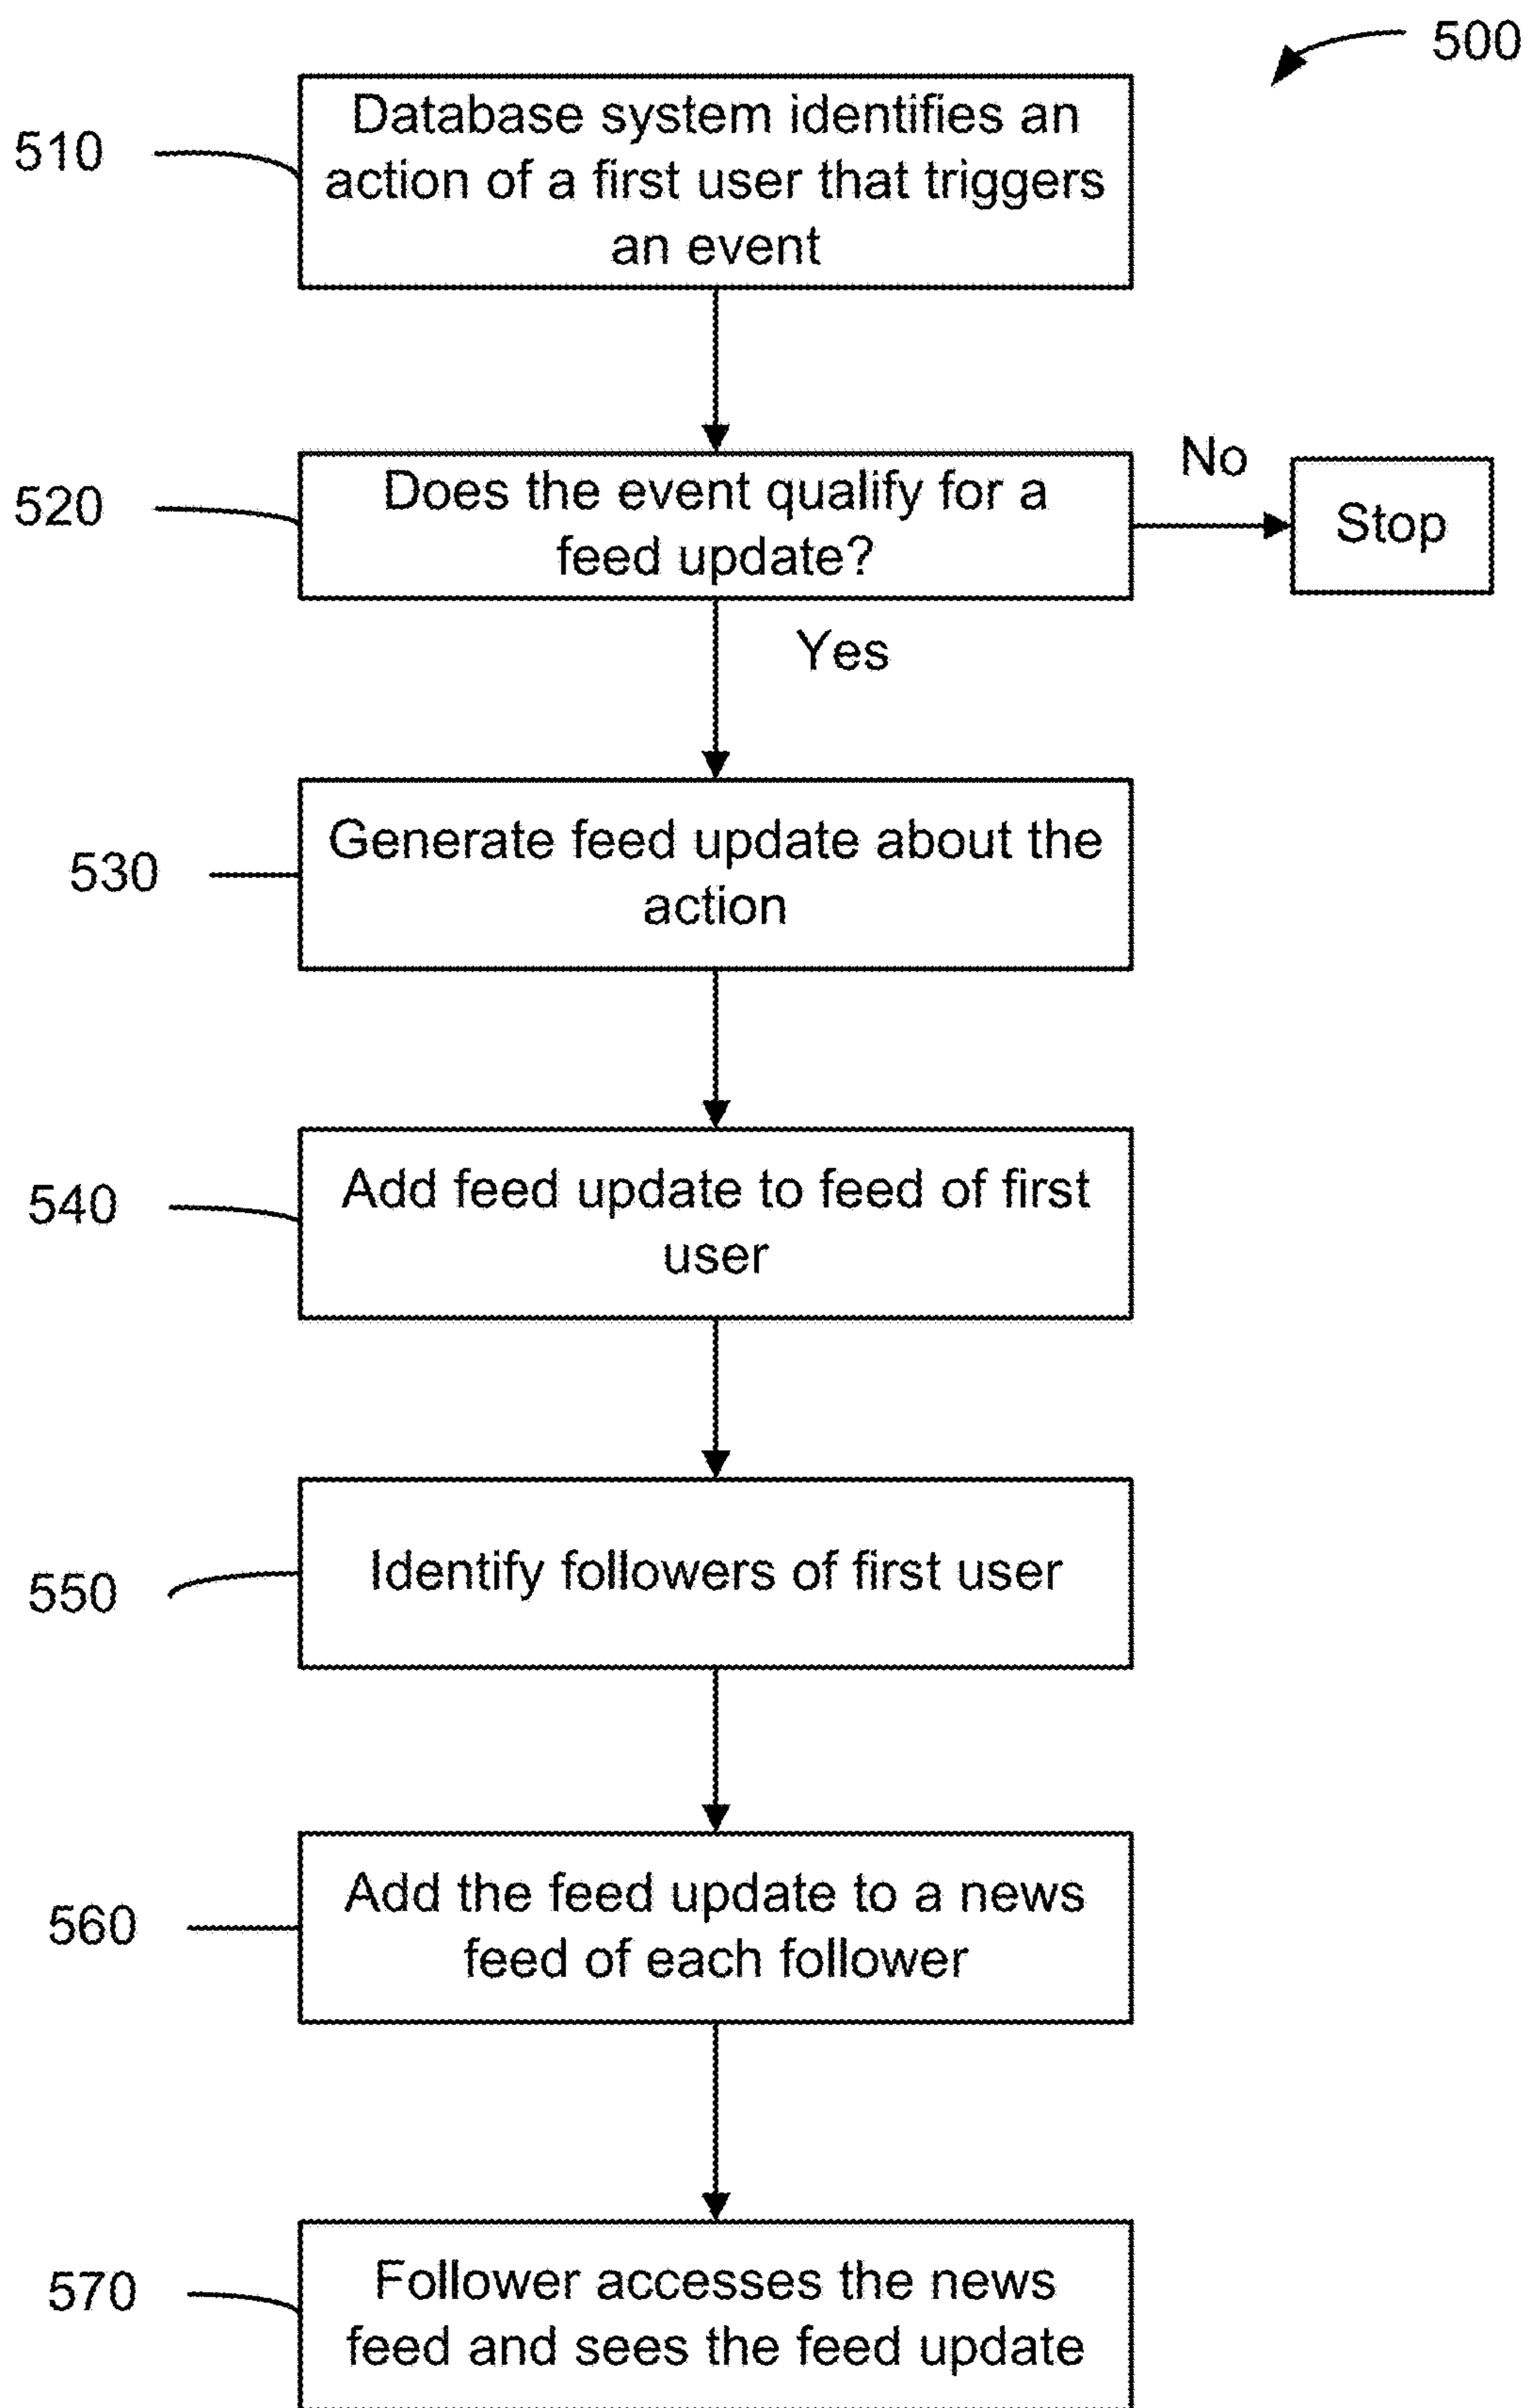 500
510
Database system identifies an
action of a first user that triggers
an event
520
Does the event qualify for a
feed update?
No
Stop
Yes
530
Generate feed update about the
action
540
Add feed update to feed of first
user
550
Identify followers of first user
560
Add the feed update to a news
feed of each follower
570
Follower accesses the news
feed and sees the feed update